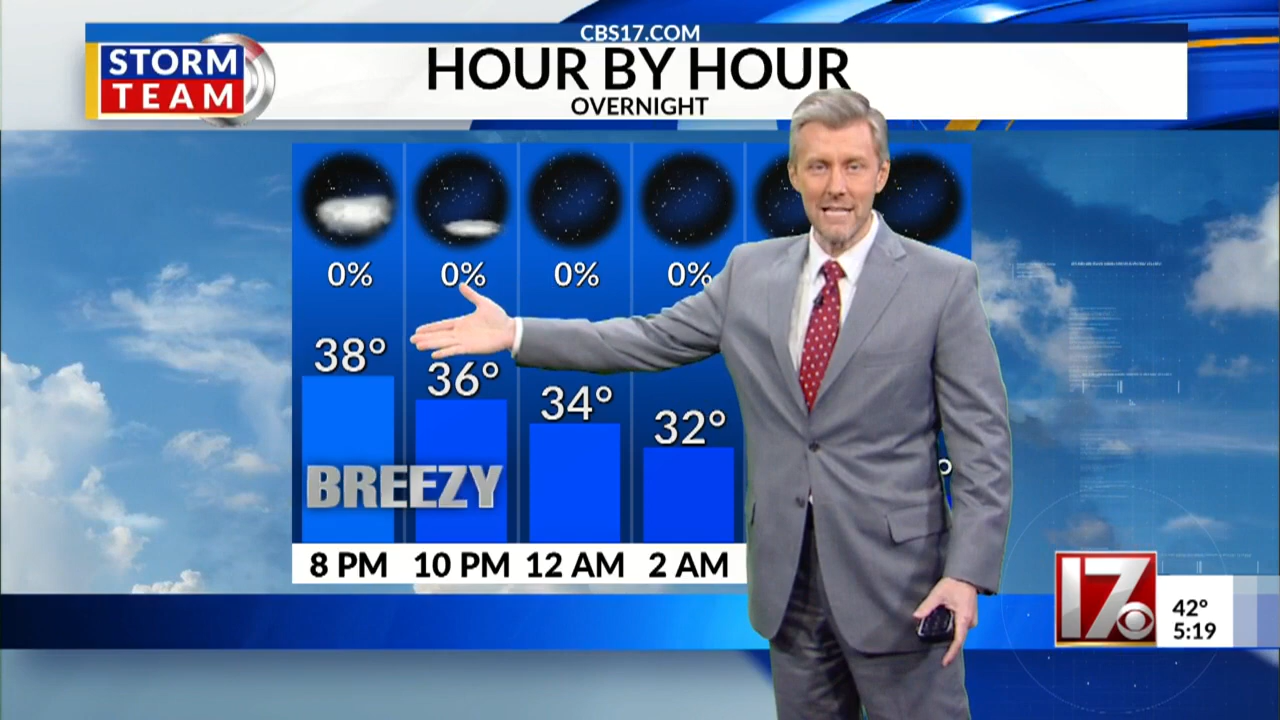 CBS17.COM
STORM TEAM
HOUR BY HOUR
OVERNIGHT
0% 0% 0% 0%
38° 36° 34° 32°
BREEZY
8 PM 10 PM 12 AM 2 AM
17
42°
5:19